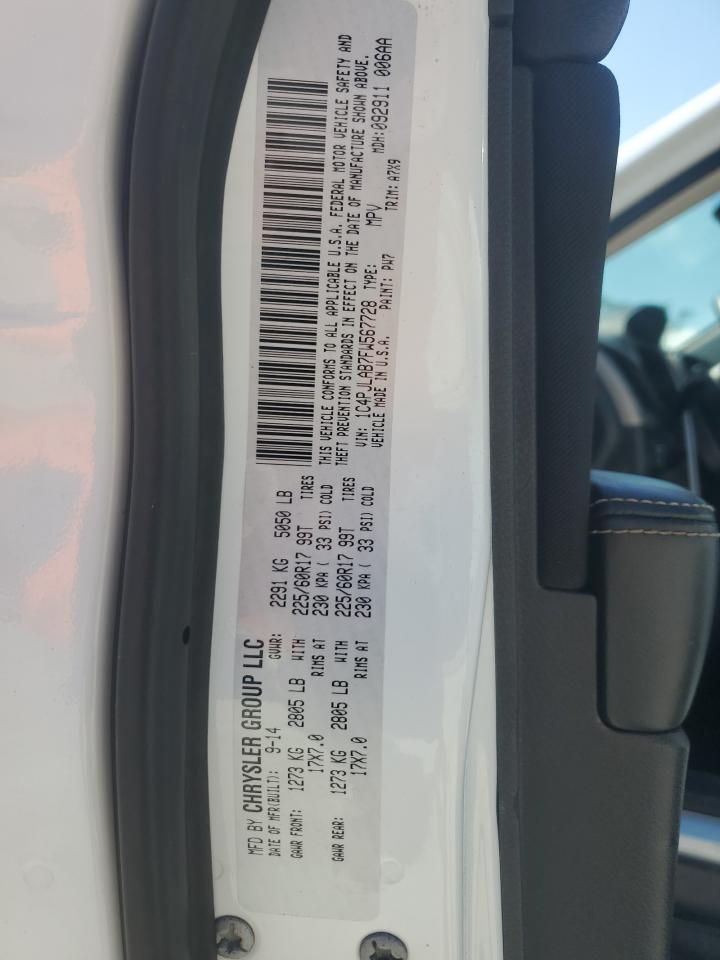 MFD BY CHRYSLER GROUP LLC
DATE OF MFR(BUILT): 9-14 GVWR: 2291 KG 5050 LB
GAWR FRONT: 1273 KG 2805 LB WITH 225/60R17 99T TIRES
17X7.0 RIMS AT 230 KPA ( 33 PSI) COLD
GAWR REAR: 1273 KG 2805 LB WITH 225/60R17 99T TIRES
17X7.0 RIMS AT 230 KPA ( 33 PSI) COLD
THIS VEHICLE CONFORMS TO ALL APPLICABLE U.S.A. FEDERAL MOTOR VEHICLE SAFETY AND
THEFT PREVENTION STANDARDS IN EFFECT ON THE DATE OF MANUFACTURE SHOWN ABOVE.
VIN: 1C4PJLAB7FW567728 TYPE: MPV MDH:092911 006AA
VEHICLE MADE IN U.S.A. PAINT: PW7 TRIM: A7X9